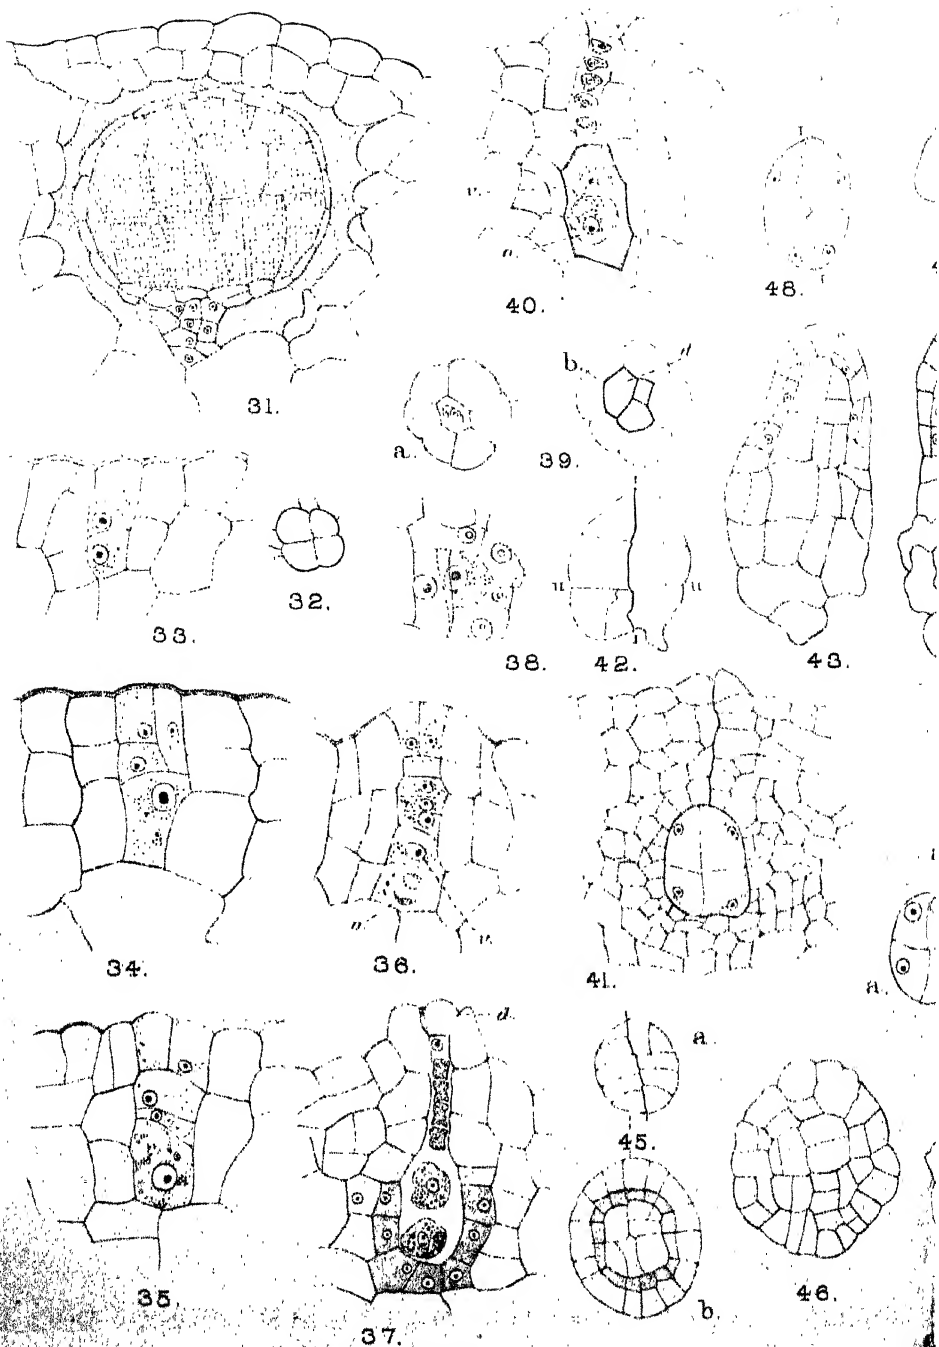 I
v.
o.
48.
40.
b.
d
31.
a.
39.
32.
33.
u
u
38.
42.
43.
34.
o.
v.
36.
41.
a.
d.
a
45.
35.
37.
b.
46.